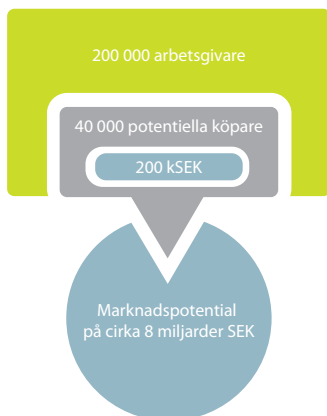 200 000 arbetsgivare
40 000 potentiella köpare
200 kSEK
Marknadspotential
på cirka 8 miljarder SEK